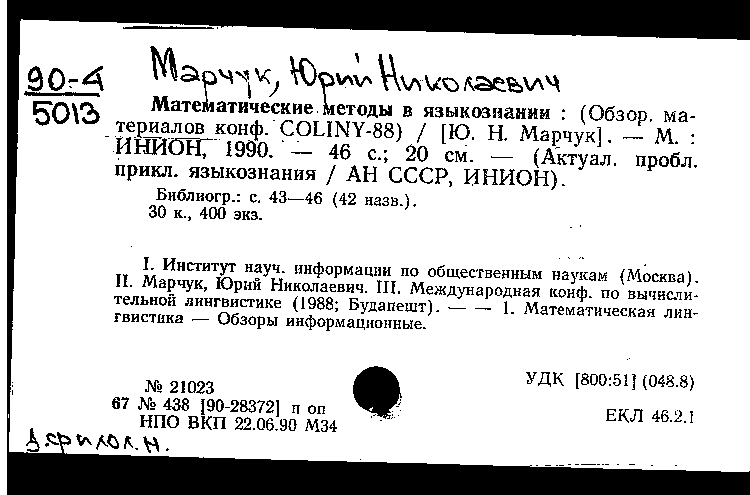 90-4
5013
Марчук, Юрий Николаевич
Математические методы в языкознании : (Обзор. ма-
териалов конф. COLINY-88) / [Ю. Н. Марчук]. — М. :
ИНИОН, 1990. — 46 с.; 20 см. — (Актуал. пробл.
прикл. языкознания / АН СССР, ИНИОН).
Библиогр.: с. 43—46 (42 назв.).
30 к., 400 экз.
I. Институт науч. информации по общественным наукам (Москва).
II. Марчук, Юрий Николаевич. III. Международная конф. по вычисли-
тельной лингвистике (1988; Будапешт). — — 1. Математическая лин-
гвистика — Обзоры информационные.
№ 21023
УДК [800:51] (048.8)
67 № 438 [90-28372] п оп
НПО ВКП 22.06.90 М34
ЕКЛ 46.2.1